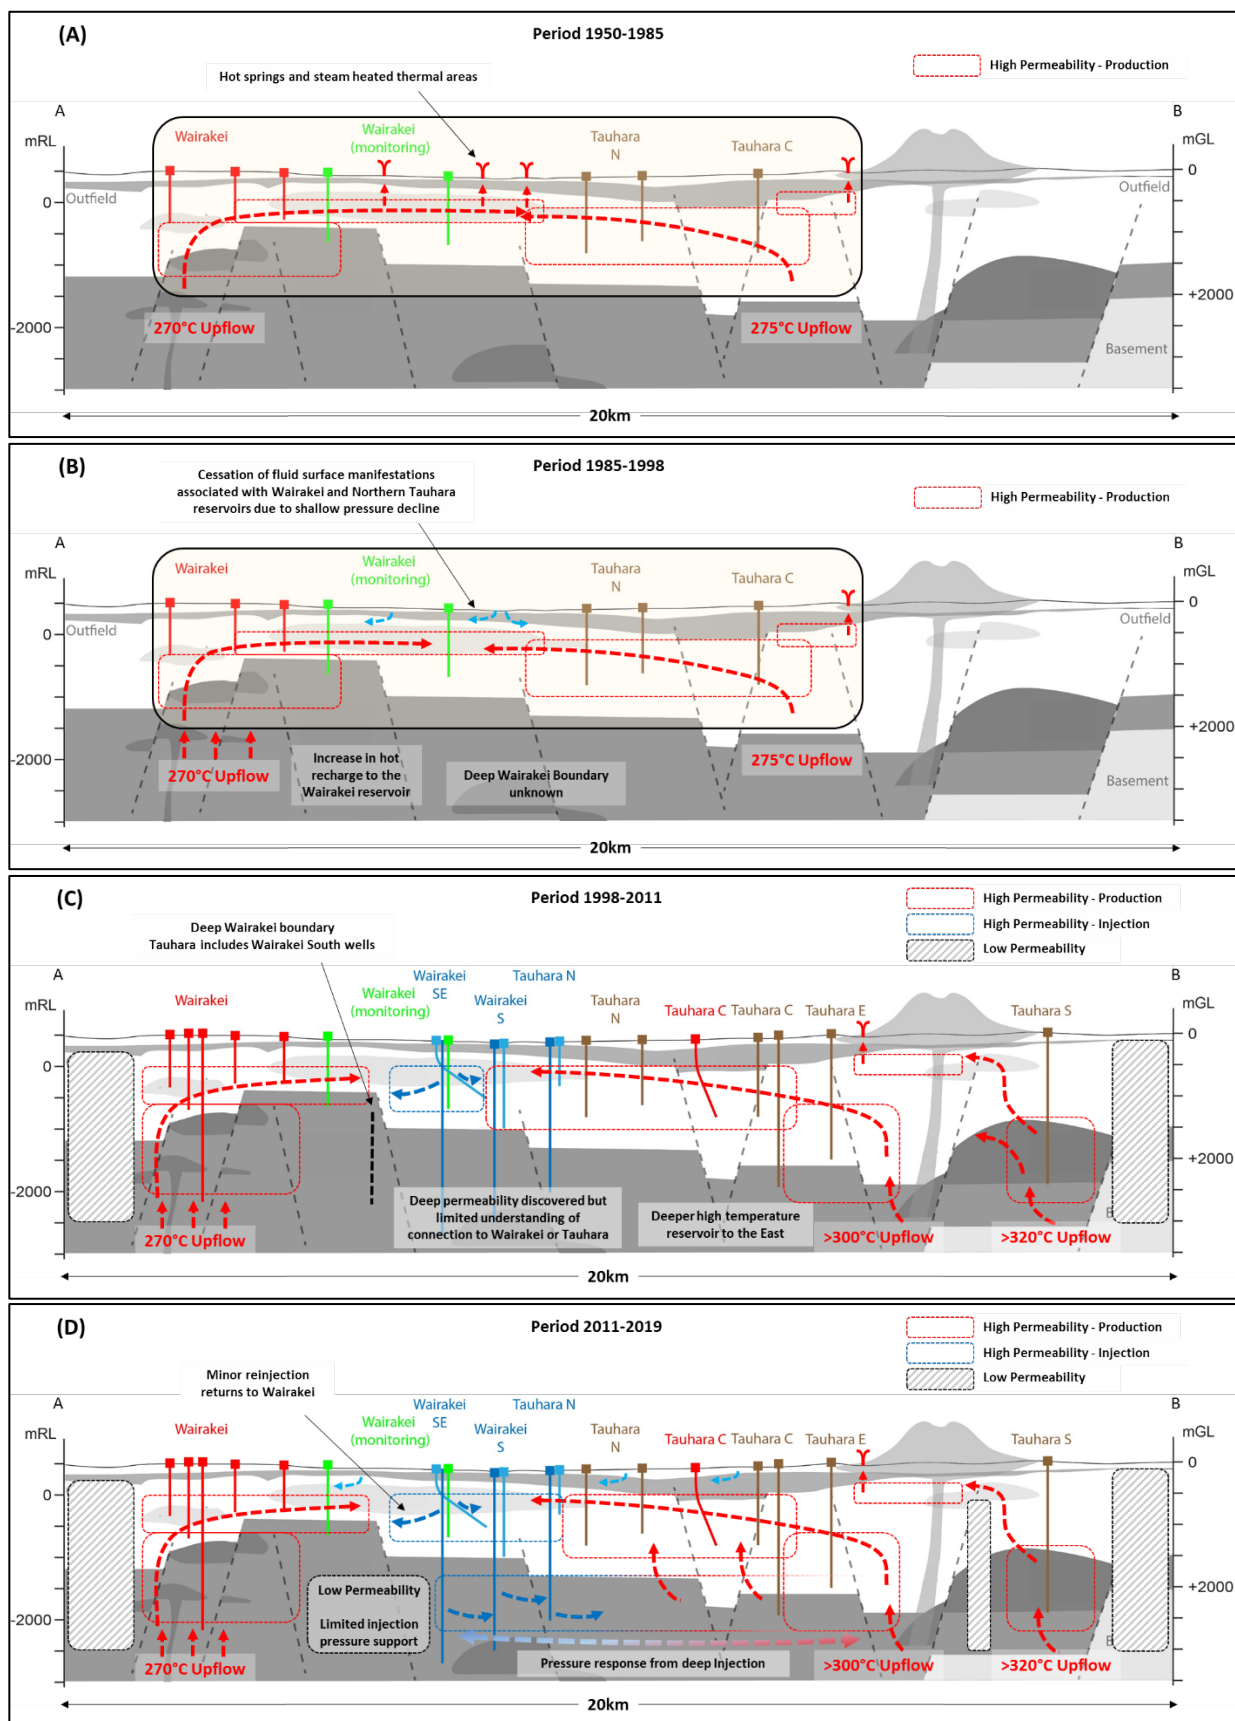 (A)
Period 1950-1985
Hot springs and steam heated thermal areas
High Permeability - Production
A
B
mRL
mGL
Wairakei
Wairakei
(monitoring)
Tauhara
N
Tauhara C
0
0
Outfield
Outfield
-2000
+2000
270°C Upflow
275°C Upflow
Basement
20km
(B)
Period 1985-1998
Cessation of fluid surface manifestations
associated with Wairakei and Northern Tauhara
reservoirs due to shallow pressure decline
High Permeability - Production
A
B
mRL
mGL
Wairakei
Wairakei
(monitoring)
Tauhara
N
Tauhara C
0
0
Outfield
Outfield
-2000
+2000
270°C Upflow
Increase in hot
recharge to the
Wairakei reservoir
Deep Wairakei Boundary
unknown
275°C Upflow
Basement
20km
(C)
Period 1998-2011
High Permeability - Production
High Permeability - Injection
Low Permeability
Deep Wairakei boundary
Tauhara includes Wairakei South wells
A
B
mRL
mGL
Wairakei
Wairakei
(monitoring)
Wairakei
SE
Wairakei
S
Tauhara N
Tauhara
N
Tauhara C
Tauhara C
Tauhara E
Tauhara S
0
0
-2000
+2000
270°C Upflow
Deep permeability discovered but
limited understanding of
connection to Wairakei or Tauhara
Deeper high temperature
reservoir to the East
>300°C Upflow
>320°C Upflow
20km
(D)
Period 2011-2019
High Permeability - Production
High Permeability - Injection
Low Permeability
Minor reinjection
returns to Wairakei
A
B
mRL
mGL
Wairakei
Wairakei
(monitoring)
Wairakei
SE
Wairakei
S
Tauhara N
Tauhara
N
Tauhara C
Tauhara C
Tauhara E
Tauhara S
0
0
-2000
+2000
270°C Upflow
Low Permeability
Limited injection
pressure support
Pressure response from deep Injection
>300°C Upflow
>320°C Upflow
20km